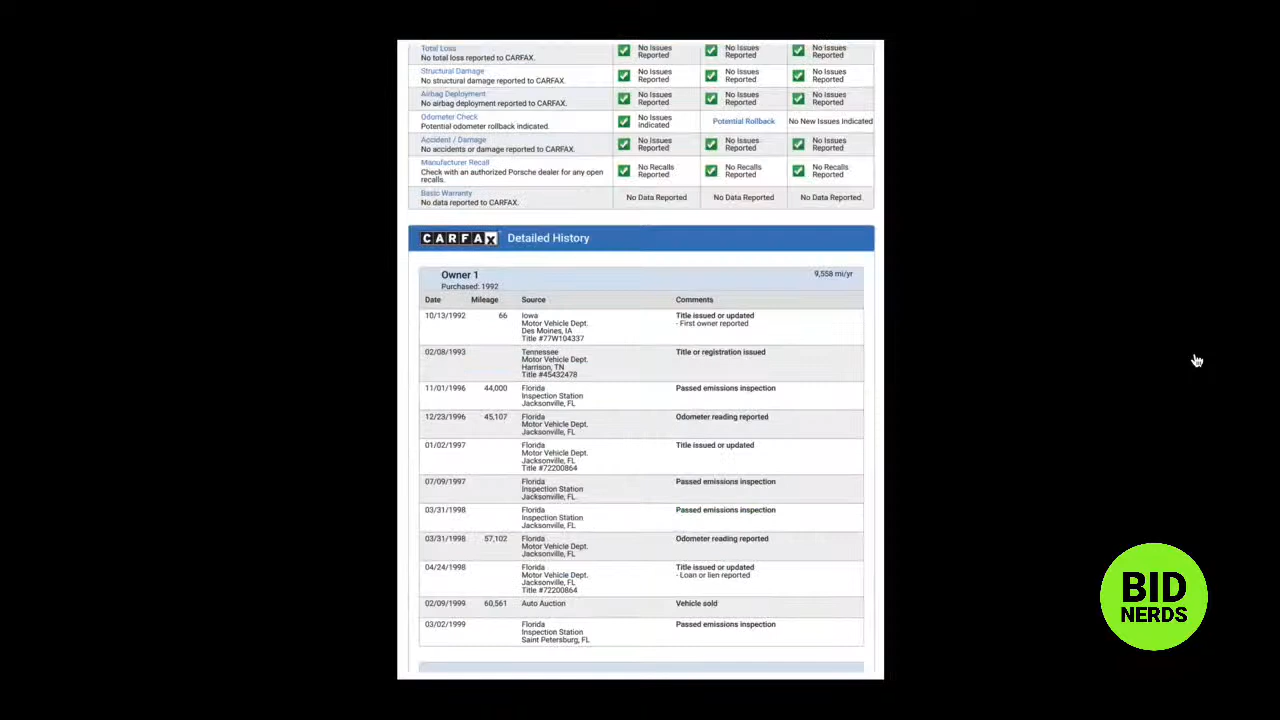 Total Loss
No total loss reported to CARFAX.
No Issues Reported
No Issues Reported
No Issues Reported
Structural Damage
No structural damage reported to CARFAX.
No Issues Reported
No Issues Reported
No Issues Reported
Airbag Deployment
No airbag deployment reported to CARFAX.
No Issues Reported
No Issues Reported
No Issues Reported
Odometer Check
Potential odometer rollback indicated.
No Issues Indicated
Potential Rollback
No New Issues Indicated
Accident / Damage
No accidents or damage reported to CARFAX.
No Issues Reported
No Issues Reported
No Issues Reported
Manufacturer Recall
Check with an authorized Porsche dealer for any open
recalls.
No Recalls Reported
No Recalls Reported
No Recalls Reported
Basic Warranty
No data reported to CARFAX.
No Data Reported
No Data Reported
No Data Reported
CARFAX Detailed History
Owner 1
Purchased: 1992
9,558 mi/yr
Date Mileage Source Comments
10/13/1992 66 Iowa Title issued or updated
Motor Vehicle Dept. - First owner reported
Des Moines, IA
Title #77W104337
02/08/1993 Tennessee Title or registration issued
Motor Vehicle Dept.
Harrison, TN
Title #45432478
11/01/1996 44,000 Florida Passed emissions inspection
Inspection Station
Jacksonville, FL
12/23/1996 45,107 Florida Odometer reading reported
Motor Vehicle Dept.
Jacksonville, FL
01/02/1997 Florida Title issued or updated
Motor Vehicle Dept.
Jacksonville, FL
Title #72200864
07/09/1997 Florida Passed emissions inspection
Inspection Station
Jacksonville, FL
03/31/1998 Florida Passed emissions inspection
Inspection Station
Jacksonville, FL
03/31/1998 57,102 Florida Odometer reading reported
Motor Vehicle Dept.
Jacksonville, FL
04/24/1998 Florida Title issued or updated
Motor Vehicle Dept. - Loan or lien reported
Jacksonville, FL
Title #72200864
02/09/1999 60,561 Auto Auction Vehicle sold
03/02/1999 Florida Passed emissions inspection
Inspection Station
Saint Petersburg, FL
BID
NERDS